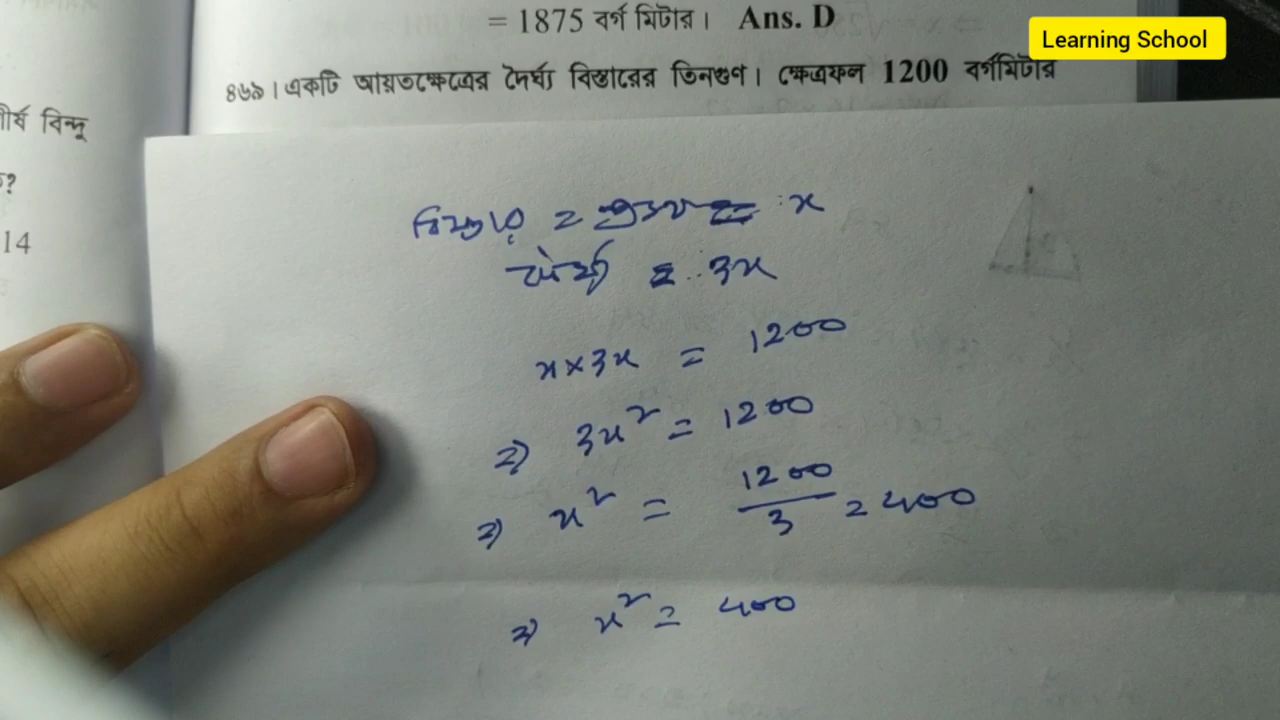 = 1875 বর্গ মিটার। Ans. D
Learning School
৪৬৯। একটি আয়তক্ষেত্রের দৈর্ঘ্য বিস্তারের তিনগুণ। ক্ষেত্রফল 1200 বর্গমিটার
র্ষ বিন্দু
?
14
বিস্তার = x
দৈর্ঘ্য = 3x
x×3x = 1200
⇒ 3x² = 1200
⇒ x² = 1200/3 = 400
⇒ x² = 400